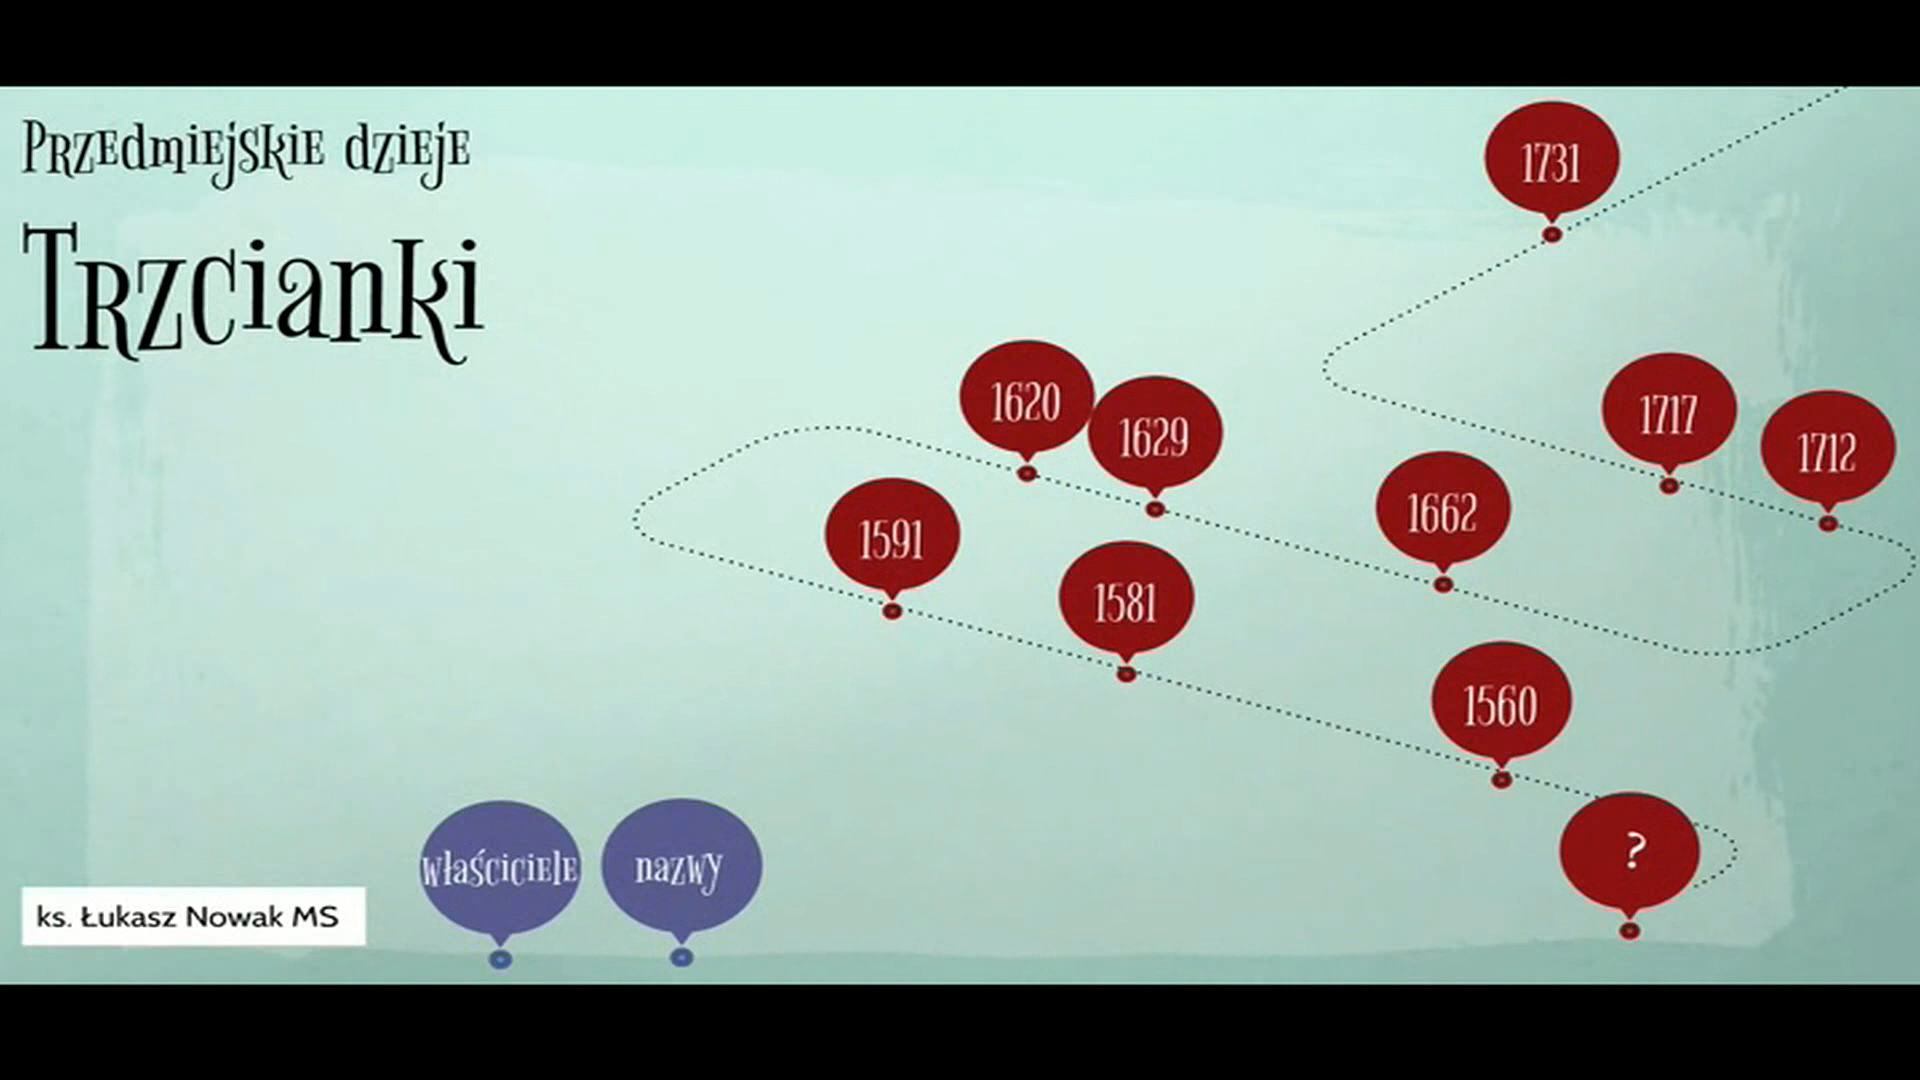 Przedmiejskie dzieje
Trzcianki
1731
1620
1629
1717
1712
1662
1591
1581
1560
?
właściciele
nazwy
ks. Łukasz Nowak MS